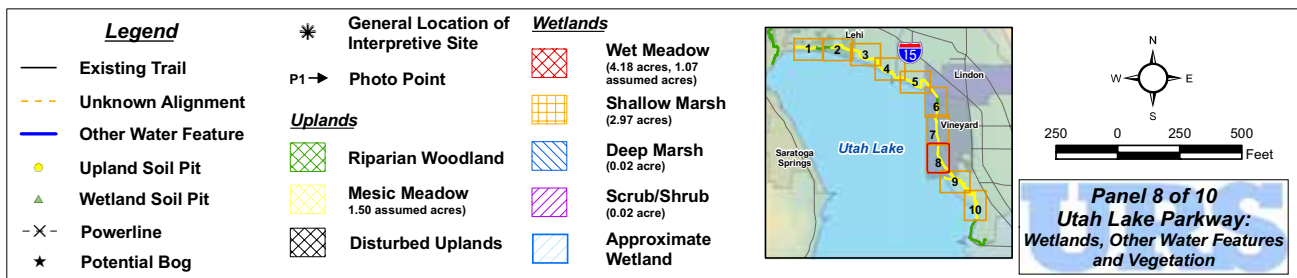 Legend
Existing Trail
Unknown Alignment
Other Water Feature
Upland Soil Pit
Wetland Soil Pit
Powerline
Potential Bog
General Location of
Interpretive Site
P1 Photo Point
Uplands
Riparian Woodland
Mesic Meadow
1.50 assumed acres)
Disturbed Uplands
Wetlands
Wet Meadow
(4.18 acres, 1.07
assumed acres)
Shallow Marsh
(2.97 acres)
Deep Marsh
(0.02 acre)
Scrub/Shrub
(0.02 acre)
Approximate
Wetland
Lehi
1 2 3
15
4
5
Lindon
6
7
Vineyard
Utah Lake
Saratoga
Springs
8
9
10
N
W E
S
250 0 250 500
Feet
URS
Panel 8 of 10
Utah Lake Parkway:
Wetlands, Other Water Features
and Vegetation